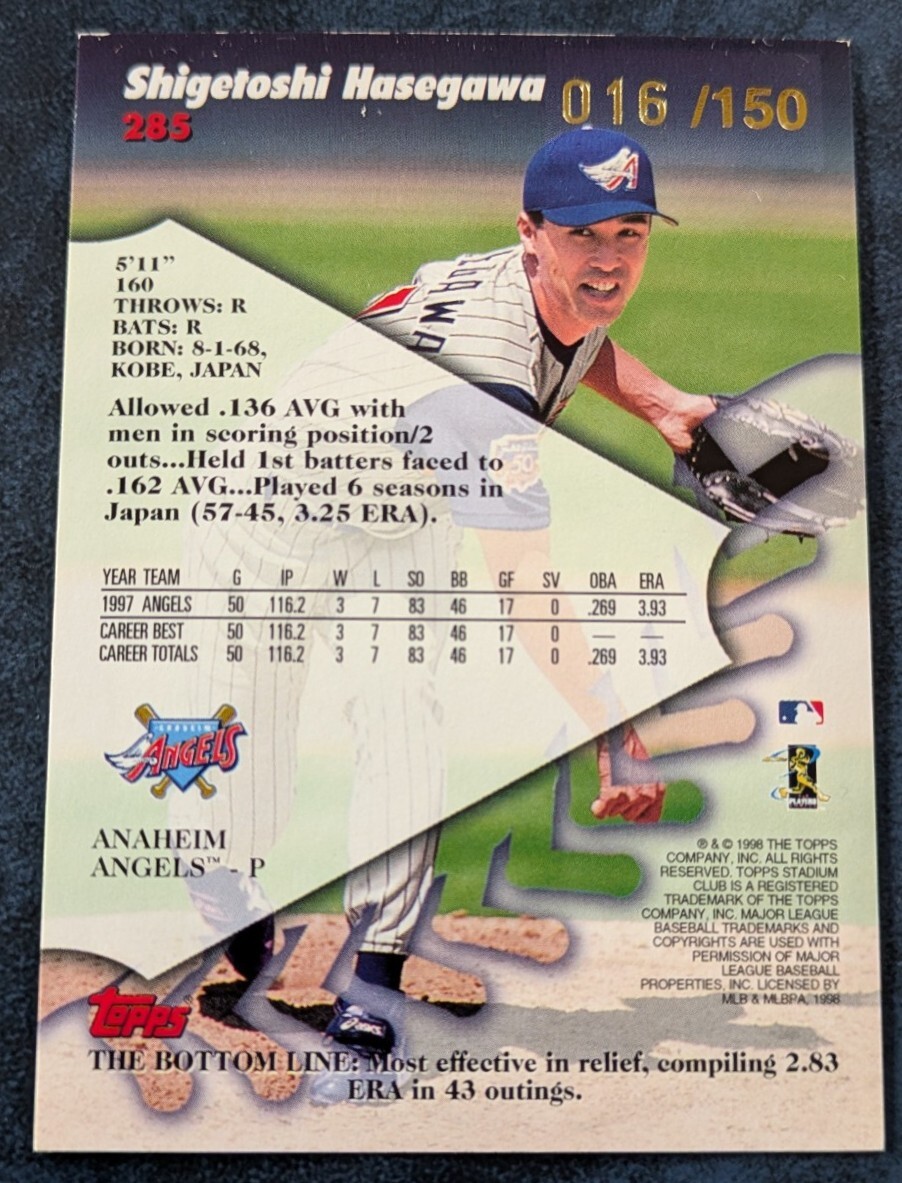 Shigetoshi Hasegawa 016 /150
285
5'11"
160
THROWS: R
BATS: R
BORN: 8-1-68,
KOBE, JAPAN
Allowed .136 AVG with
men in scoring position/2
outs...Held 1st batters faced to
.162 AVG...Played 6 seasons in
Japan (57-45, 3.25 ERA).
YEAR TEAM G IP W L SO BB GF SV OBA ERA
1997 ANGELS 50 116.2 3 7 83 46 17 0 .269 3.93
CAREER BEST 50 116.2 3 7 83 46 17 0 — —
CAREER TOTALS 50 116.2 3 7 83 46 17 0 .269 3.93
ANAHEIM
ANGELS
ANAHEIM
ANGELS™ - P
® & © 1998 THE TOPPS
COMPANY, INC. ALL RIGHTS
RESERVED. TOPPS STADIUM
CLUB IS A REGISTERED
TRADEMARK OF THE TOPPS
COMPANY, INC. MAJOR LEAGUE
BASEBALL TRADEMARKS AND
COPYRIGHTS ARE USED WITH
PERMISSION OF MAJOR
LEAGUE BASEBALL
PROPERTIES, INC. LICENSED BY
MLB & MLBPA, 1998
Topps
THE BOTTOM LINE: Most effective in relief, compiling 2.83
ERA in 43 outings.